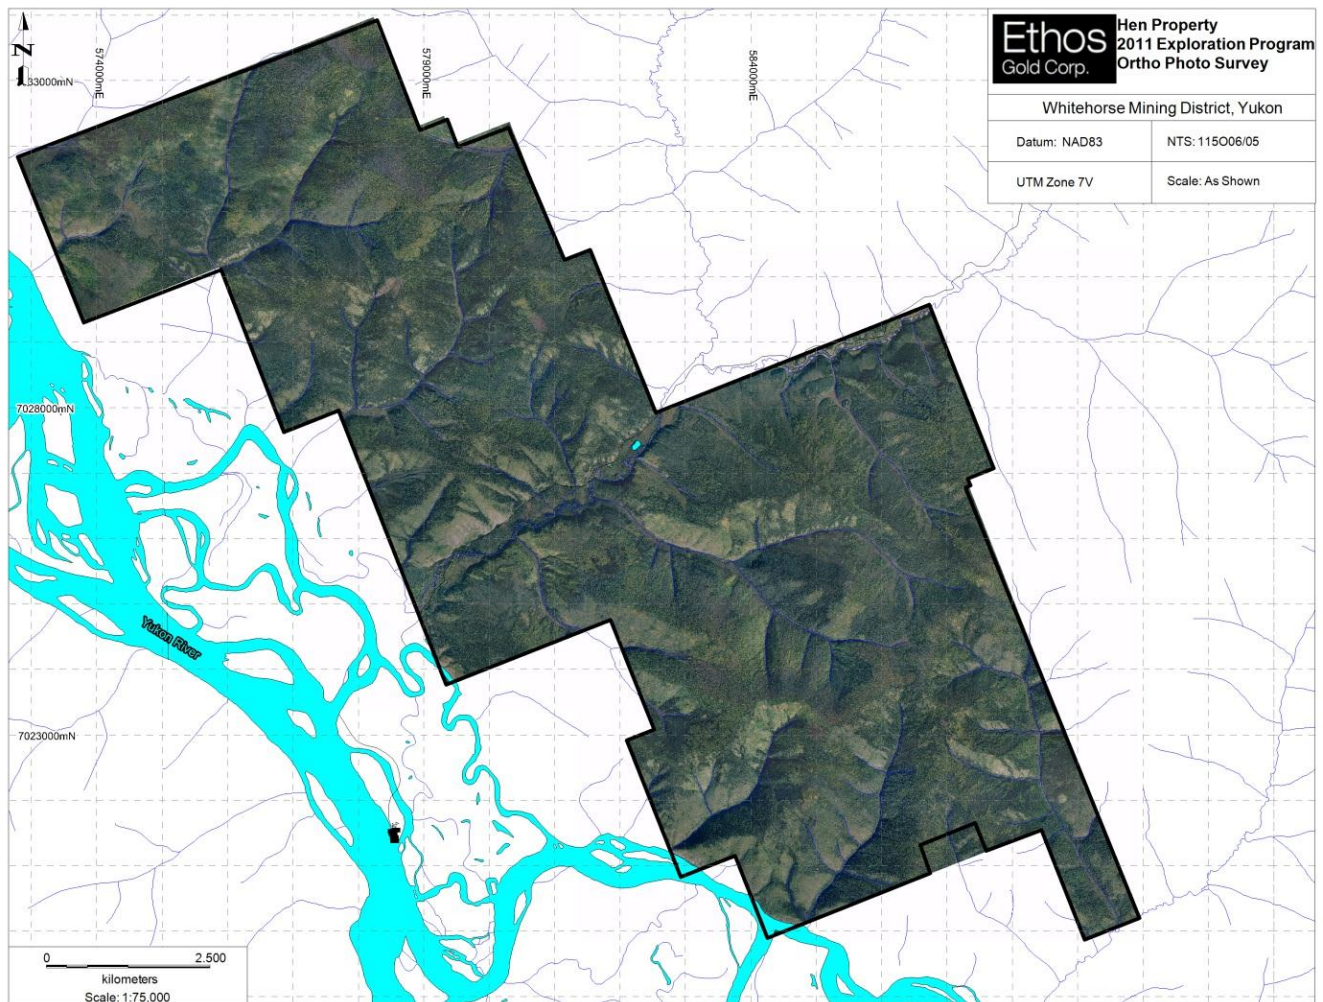 Ethos
Gold Corp.
Hen Property
2011 Exploration Program
Ortho Photo Survey
Whitehorse Mining District, Yukon
Datum: NAD83
NTS: 115O06/05
UTM Zone 7V
Scale: As Shown
N
574000mE
579000mE
584000mE
33000mN
7028000mN
Yukon River
7023000mN
0 2.500
kilometers
Scale: 1:75.000